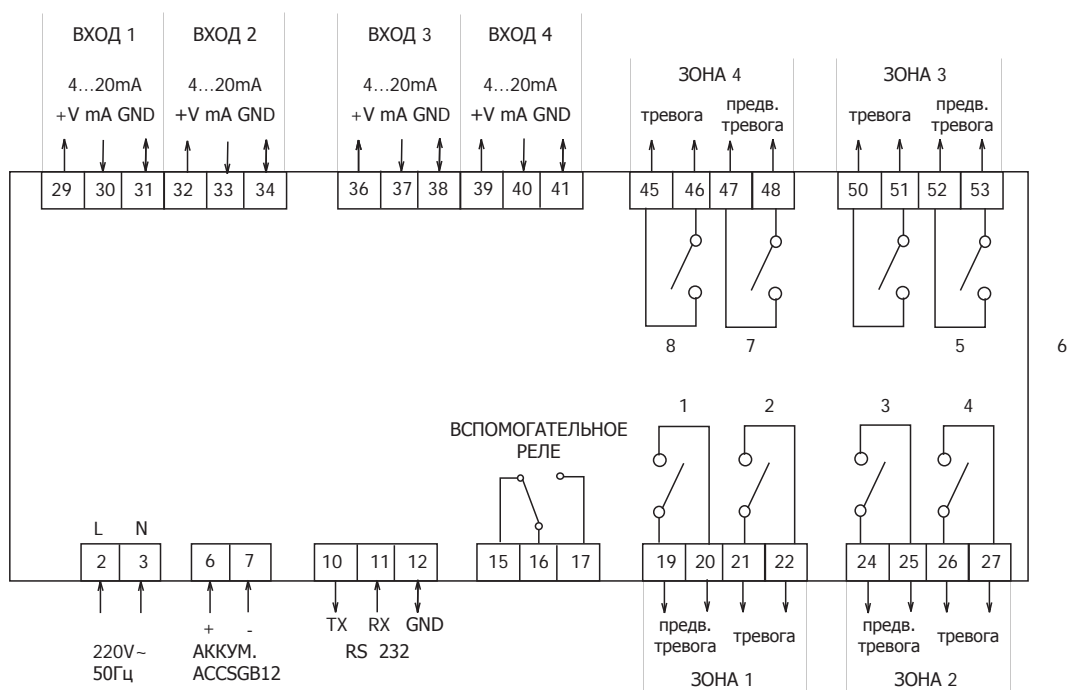 ВХОД 1 ВХОД 2 ВХОД 3 ВХОД 4
4...20mA 4...20mA 4...20mA 4...20mA
+V mA GND +V mA GND +V mA GND +V mA GND
ЗОНА 4 ЗОНА 3
тревога предв. тревога тревога предв. тревога
29 30 31 32 33 34 36 37 38 39 40 41 45 46 47 48 50 51 52 53
8 7 5 6
1 2 3 4
ВСПОМОГАТЕЛЬНОЕ
РЕЛЕ
L N
2 3 6 7 10 11 12 15 16 17 19 20 21 22 24 25 26 27
+ - TX RX GND
220V~
50Гц
АККУМ.
ACCSGB12
RS 232
предв. тревога тревога предв. тревога тревога
ЗОНА 1 ЗОНА 2